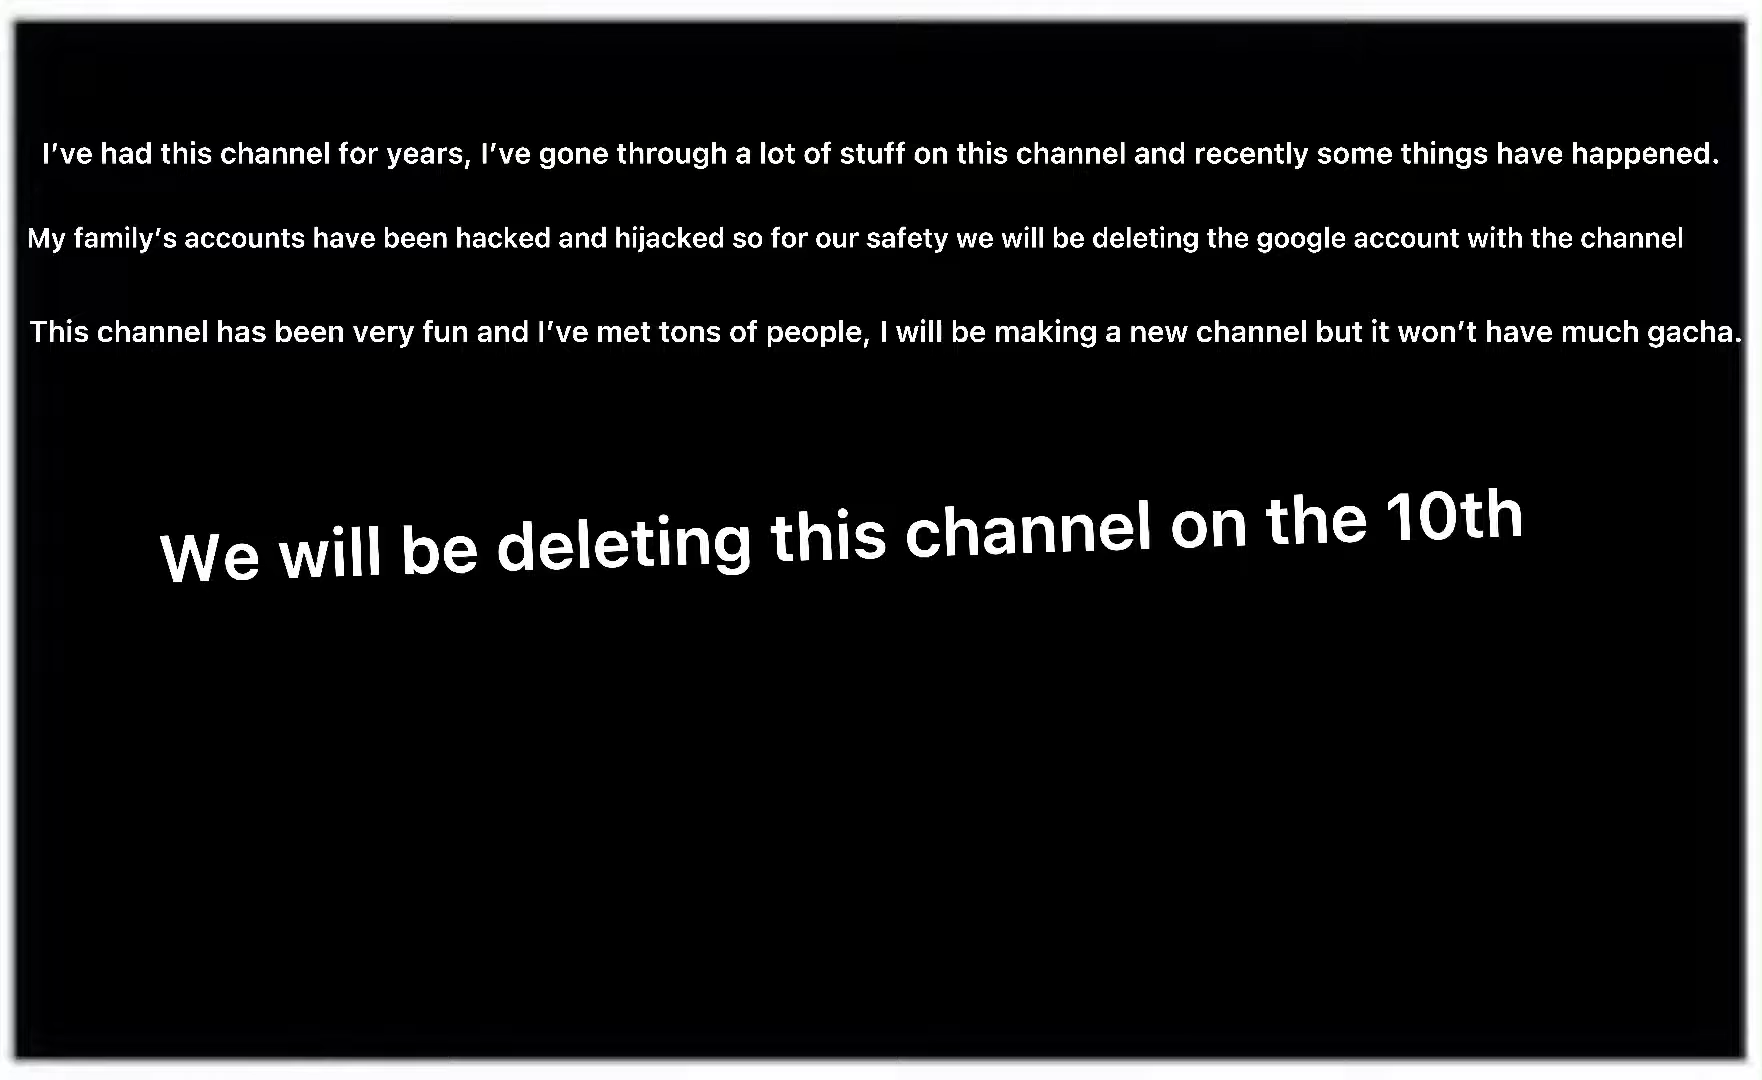 I’ve had this channel for years, I’ve gone through a lot of stuff on this channel and recently some things have happened.
My family’s accounts have been hacked and hijacked so for our safety we will be deleting the google account with the channel
This channel has been very fun and I’ve met tons of people, I will be making a new channel but it won’t have much gacha.
We will be deleting this channel on the 10th